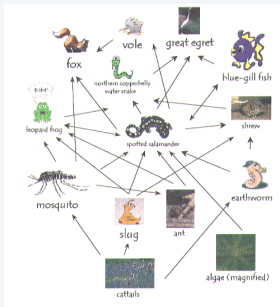 vole
great egret
fox
northern copperbelly
water snake
blue-gill fish
leopard frog
shrew
spotted salamander
mosquito
earthworm
slug
ant
algae (magnified)
cattails